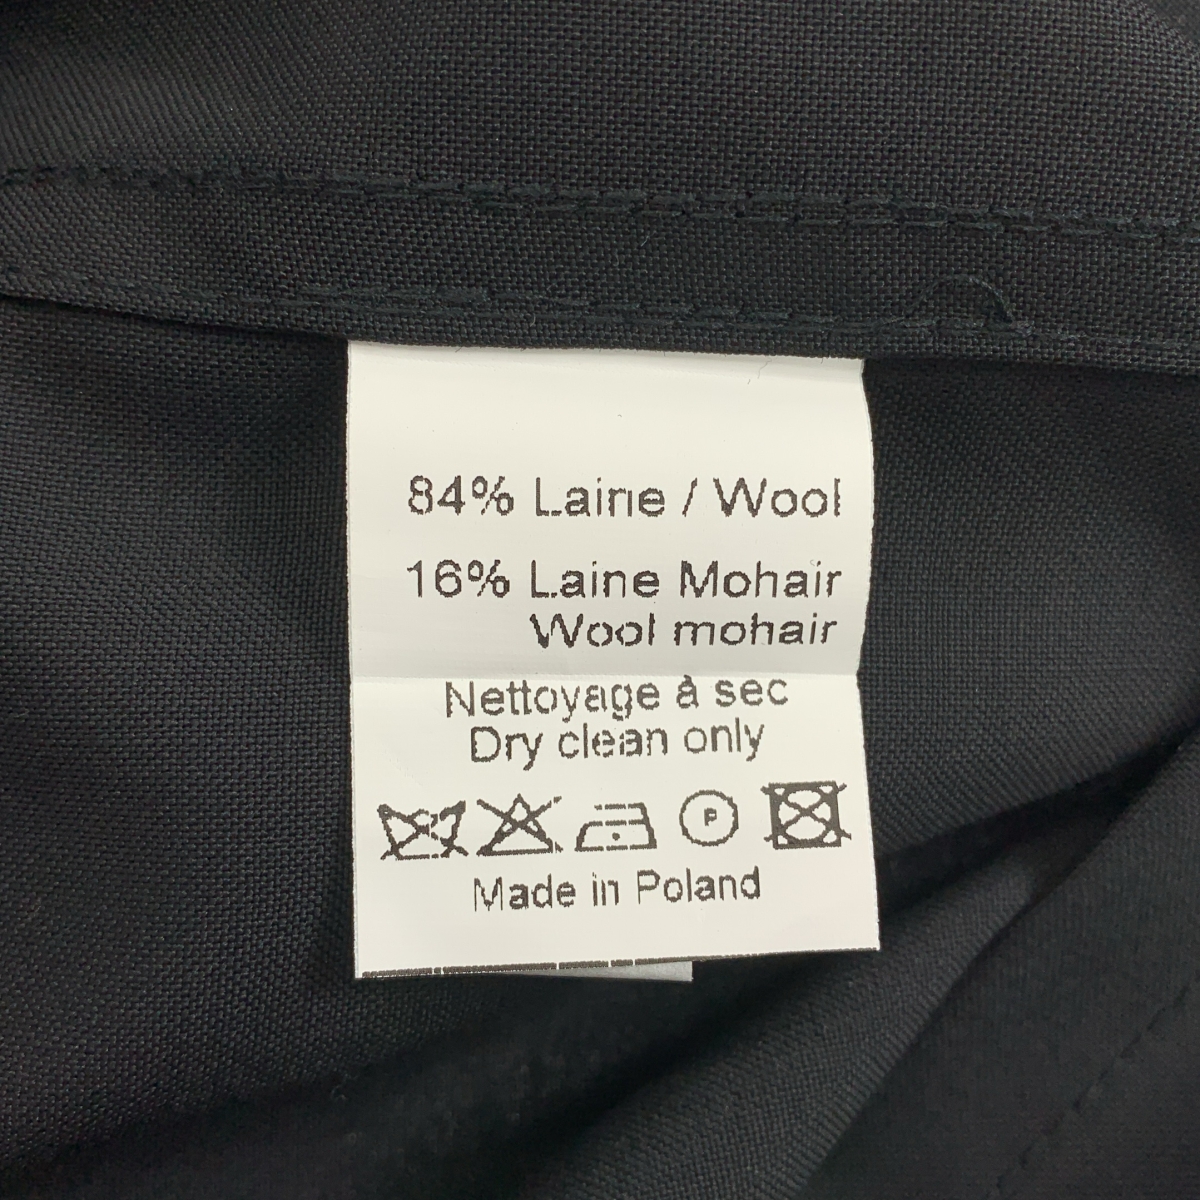 84% Laine / Wool
16% Laine Mohair
Wool mohair
Nettoyage à sec
Dry clean only
P
Made in Poland